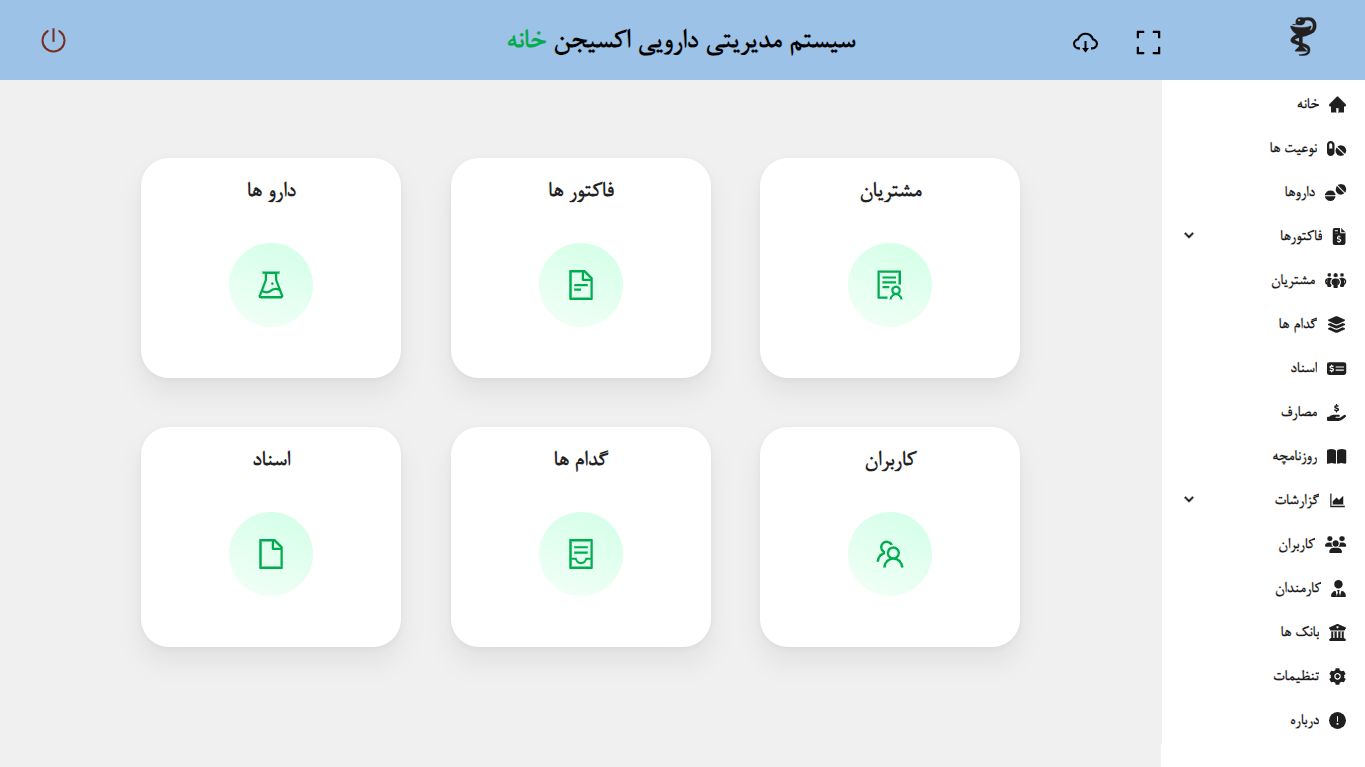 سیستم مدیریتی دارویی اکسیجن خانه
خانه
نوعیت ها
داروها
فاکتورها
مشتریان
گدام ها
اسناد
مصارف
روزنامچه
گزارشات
کاربران
کارمندان
بانک ها
تنظیمات
درباره
مشتریان
فاکتور ها
دارو ها
کاربران
گدام ها
اسناد